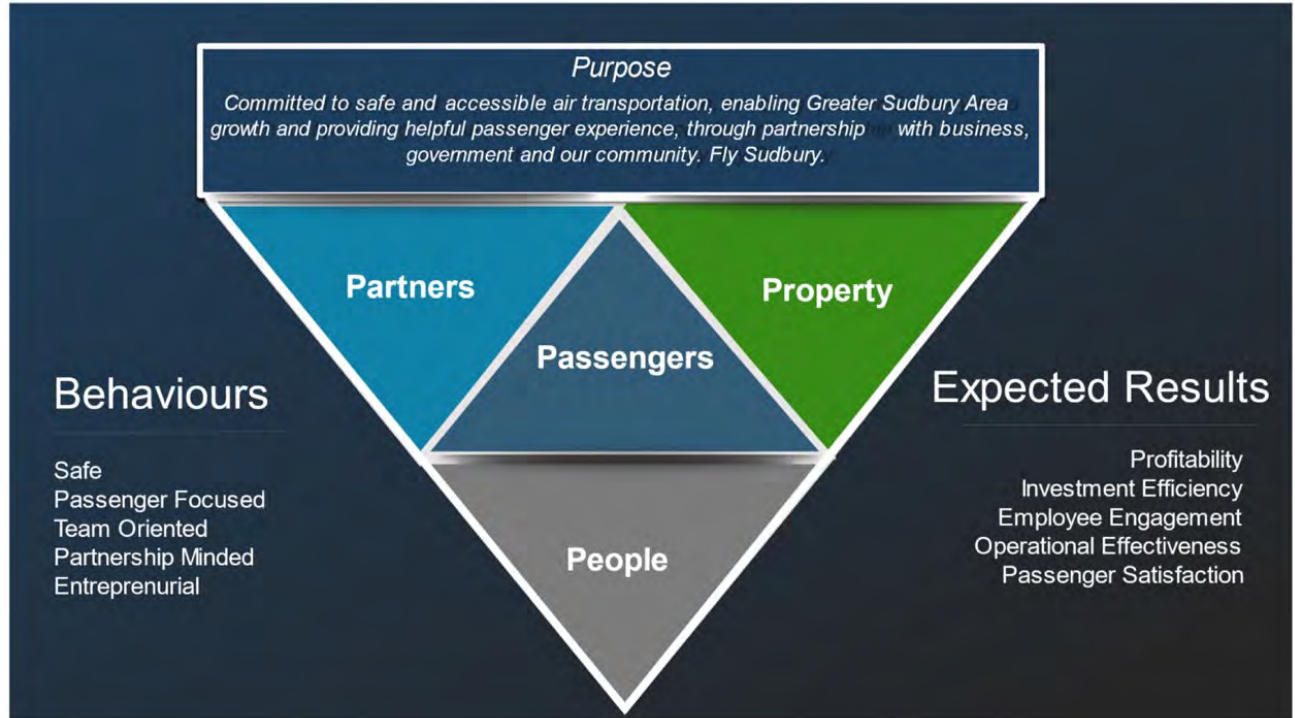 Purpose
Committed to safe and accessible air transportation, enabling Greater Sudbury Area
growth and providing helpful passenger experience, through partnership with business,
government and our community. Fly Sudbury.
Partners
Property
Passengers
People
Behaviours
Safe
Passenger Focused
Team Oriented
Partnership Minded
Entreprenurial
Expected Results
Profitability
Investment Efficiency
Employee Engagement
Operational Effectiveness
Passenger Satisfaction